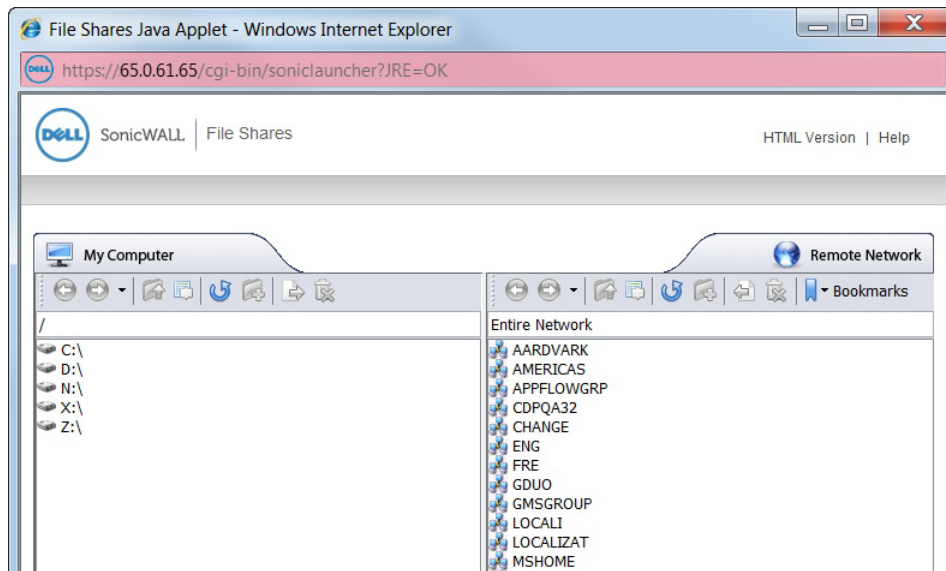 File Shares Java Applet - Windows Internet Explorer
DELL https://65.0.61.65/cgi-bin/soniclauncher?JRE=OK
DELL SonicWALL | File Shares
HTML Version | Help
My Computer
/
C:\
D:\
N:\
X:\
Z:\
Remote Network
Bookmarks
Entire Network
AARDVARK
AMERICAS
APPFLOWGRP
CDPQA32
CHANGE
ENG
FRE
GDUO
GMSGROUP
LOCALI
LOCALIZAT
MSHOME